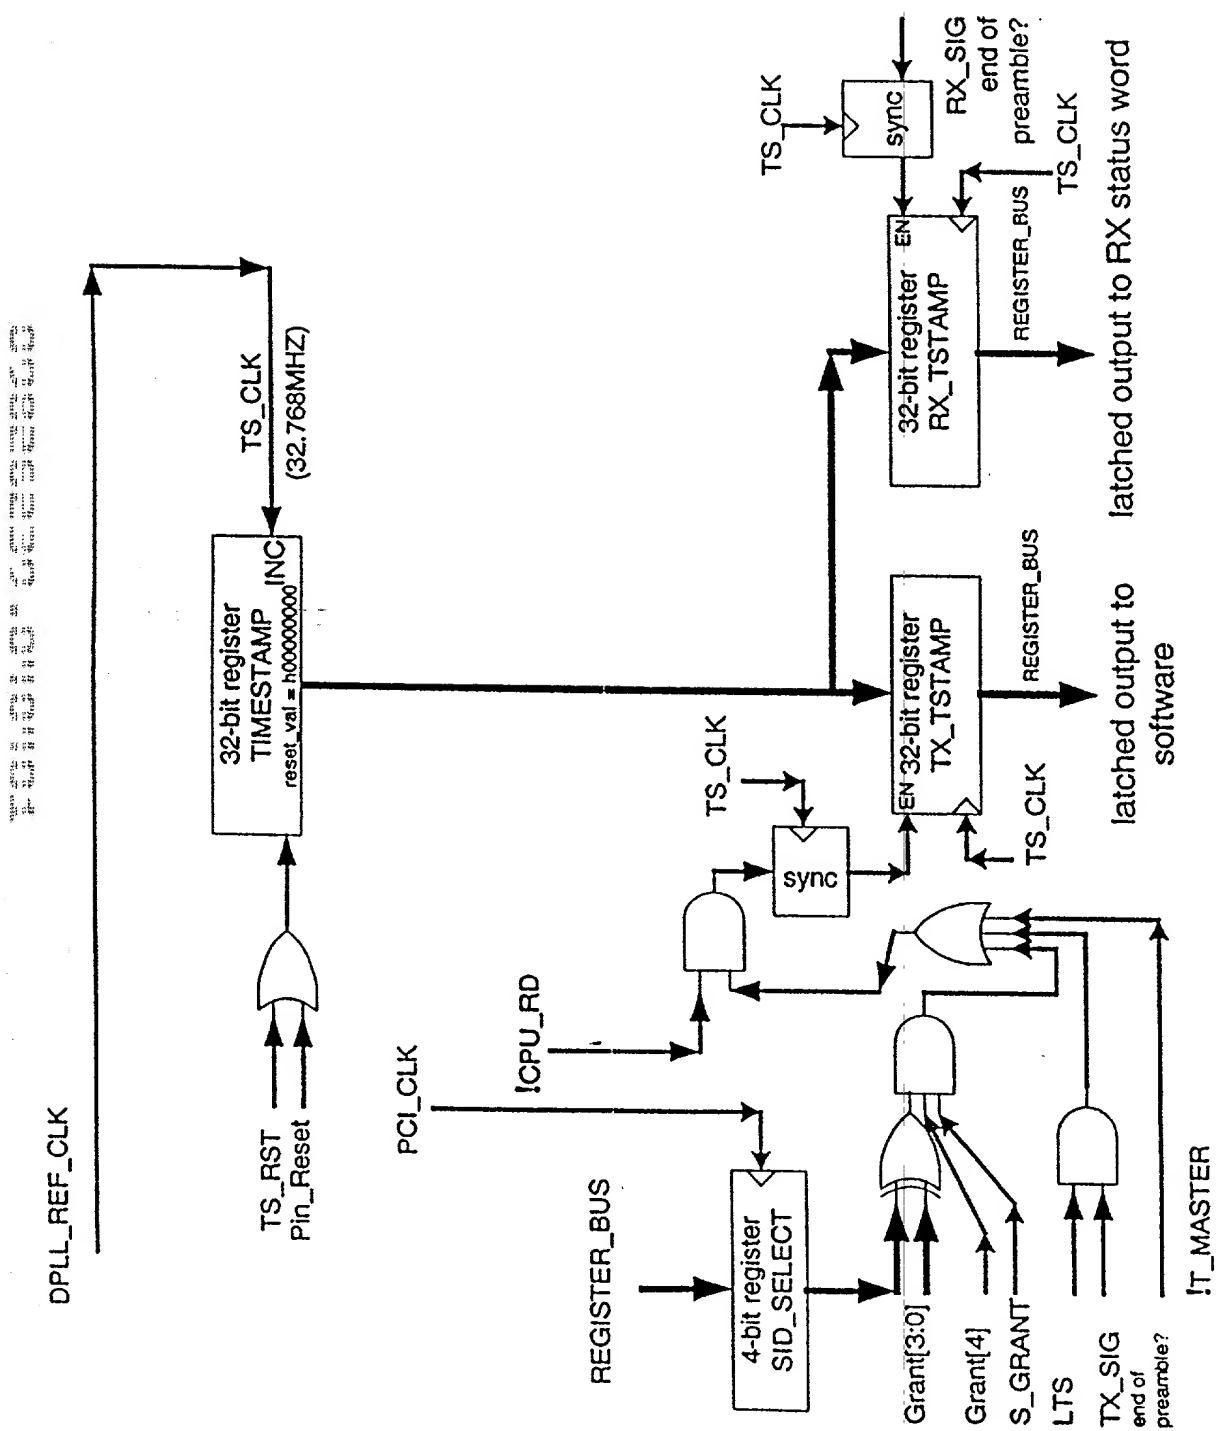 DPLL_REF_CLK
TS_RST
Pin_Reset
32-bit register
TIMESTAMP
INC
reset_val = h00000000
TS_CLK
(32.768MHZ)
PCI_CLK
!CPU_RD
REGISTER_BUS
4-bit register
SID_SELECT
Grant[3:0]
Grant[4]
S_GRANT
LTS
TX_SIG
end of
preamble?
!T_MASTER
TS_CLK
sync
EN
32-bit register
TX_TSTAMP
TS_CLK
REGISTER_BUS
latched output to
software
TS_CLK
sync
RX_SIG
end of
preamble?
EN
32-bit register
RX_TSTAMP
TS_CLK
REGISTER_BUS
latched output to RX status word